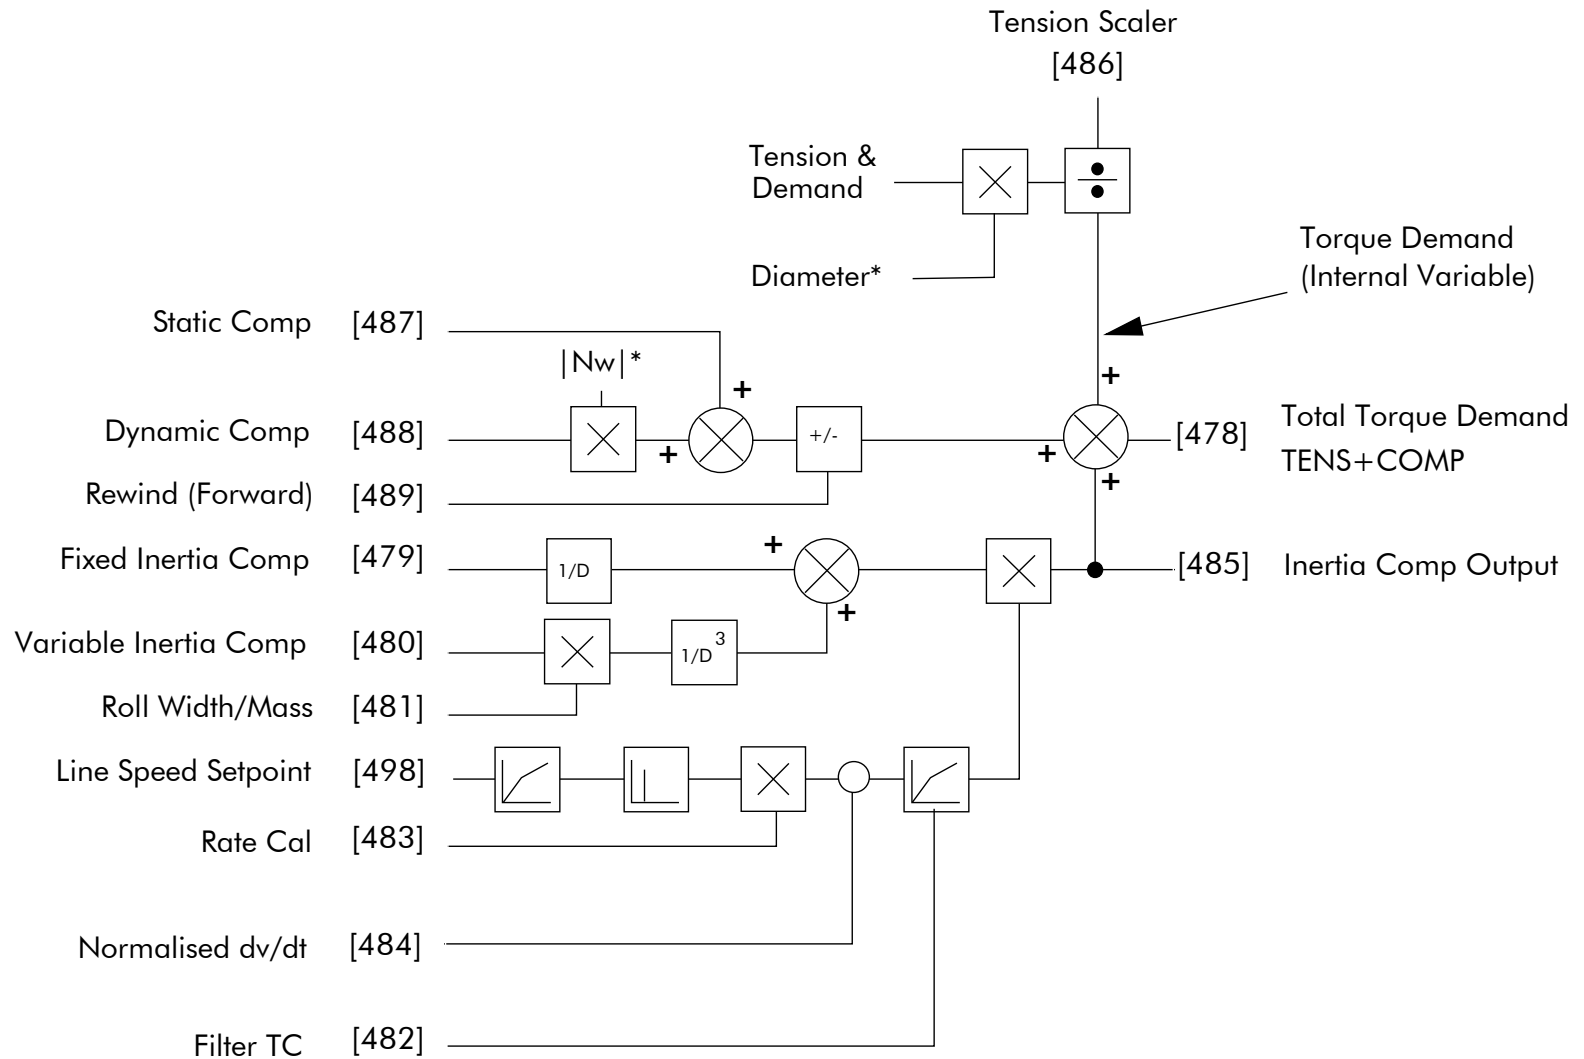 Tension Scaler
[486]
Tension &
Demand
Torque Demand
(Internal Variable)
Diameter*
Static Comp [487]
|Nw|*
+
+
Dynamic Comp [488]
+
+/-
+
[478] Total Torque Demand
TENS+COMP
+
Rewind (Forward) [489]
Fixed Inertia Comp [479]
1/D
+
[485] Inertia Comp Output
+
Variable Inertia Comp [480]
1/D 3
Roll Width/Mass [481]
Line Speed Setpoint [498]
Rate Cal [483]
Normalised dv/dt [484]
Filter TC [482]